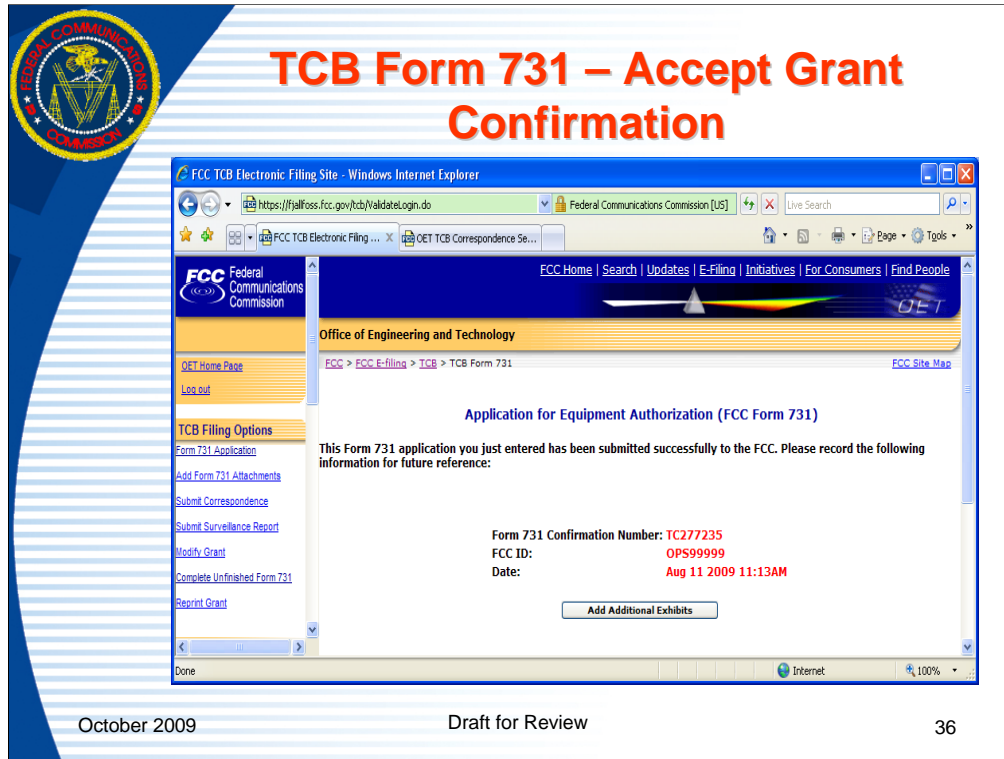 FEDERAL COMMUNICATIONS COMMISSION
TCB Form 731 – Accept Grant
Confirmation
FCC TCB Electronic Filing Site - Windows Internet Explorer
https://fjallfoss.fcc.gov/tcb/ValidateLogin.do
Federal Communications Commission [US]
Live Search
FCC TCB Electronic Filing ...
OET TCB Correspondence Se...
Page
Tools
»
FCC Federal
Communications
Commission
FCC Home | Search | Updates | E-Filing | Initiatives | For Consumers | Find People
OET
Office of Engineering and Technology
FCC > FCC E-filing > TCB > TCB Form 731
FCC Site Map
OET Home Page
Log out
TCB Filing Options
Form 731 Application
Add Form 731 Attachments
Submit Correspondence
Submit Surveillance Report
Modify Grant
Complete Unfinished Form 731
Reprint Grant
Application for Equipment Authorization (FCC Form 731)
This Form 731 application you just entered has been submitted successfully to the FCC. Please record the following
information for future reference:
Form 731 Confirmation Number: TC277235
FCC ID: OPS99999
Date: Aug 11 2009 11:13AM
Add Additional Exhibits
Done
Internet
100%
October 2009
Draft for Review
36